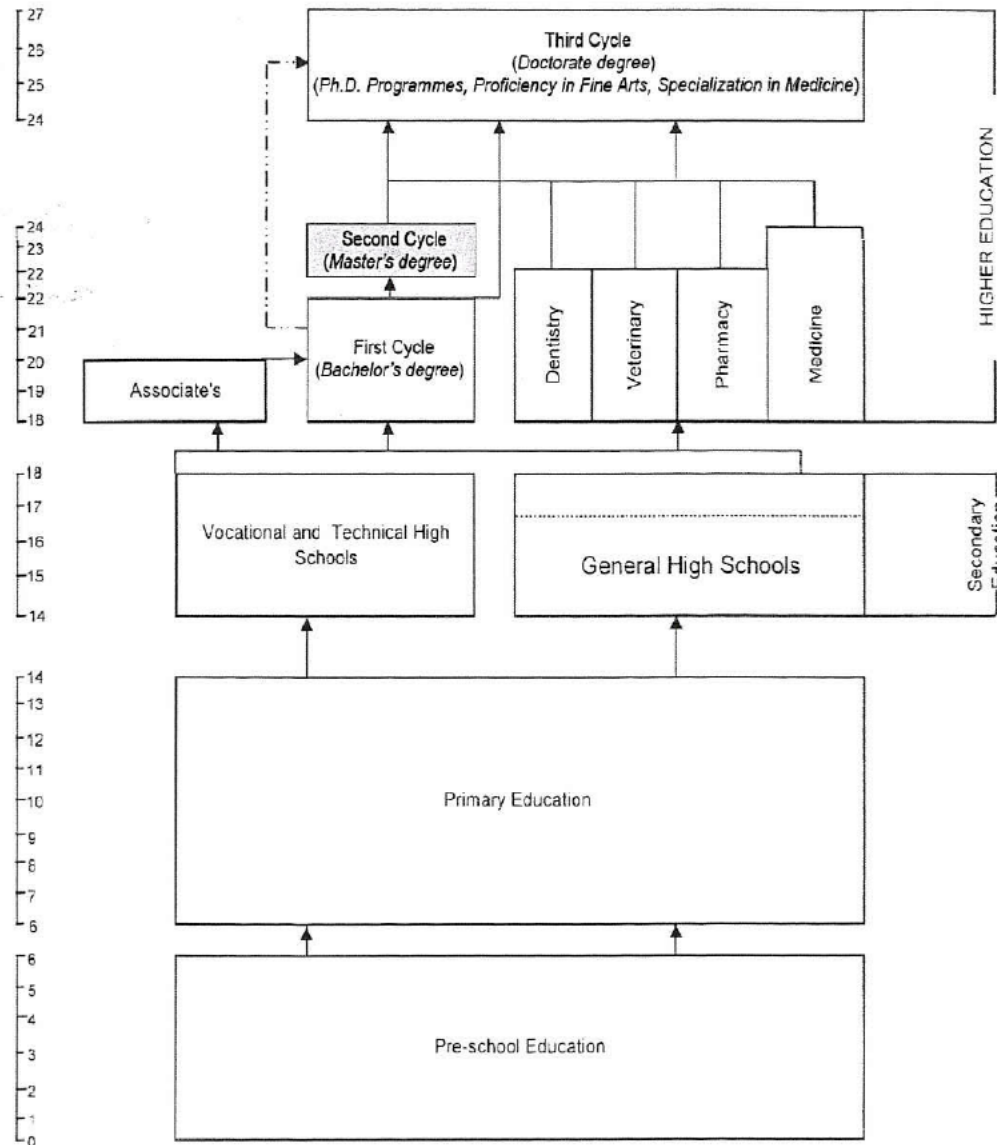 27
26
25
24
Third Cycle
(Doctorate degree)
(Ph.D. Programmes, Proficiency in Fine Arts, Specialization in Medicine)
HIGHER EDUCATION
24
23
22
22
21
20
19
18
Second Cycle
(Master's degree)
First Cycle
(Bachelor's degree)
Associate's
Dentistry
Veterinary
Pharmacy
Medicine
18
17
16
15
14
Vocational and Technical High
Schools
General High Schools
Secondary
Education
14
13
12
11
10
9
8
7
6
Primary Education
6
5
4
3
2
1
0
Pre-school Education